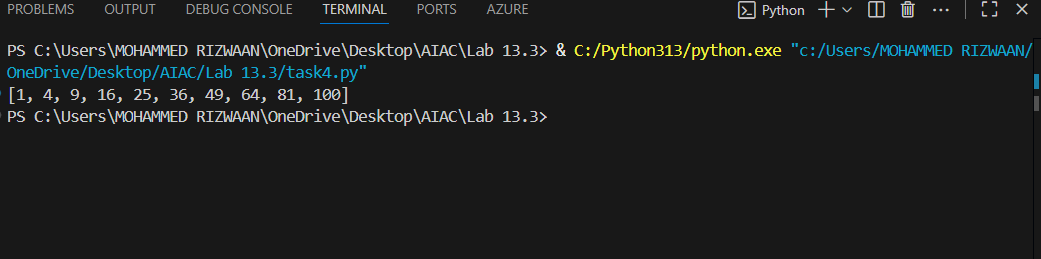 PROBLEMS OUTPUT DEBUG CONSOLE TERMINAL PORTS AZURE Python
PS C:\Users\MOHAMMED RIZWAAN\OneDrive\Desktop\AIAC\Lab 13.3> & C:/Python313/python.exe "c:/Users/MOHAMMED RIZWAAN/
OneDrive/Desktop/AIAC/Lab 13.3/task4.py"
[1, 4, 9, 16, 25, 36, 49, 64, 81, 100]
PS C:\Users\MOHAMMED RIZWAAN\OneDrive\Desktop\AIAC\Lab 13.3>